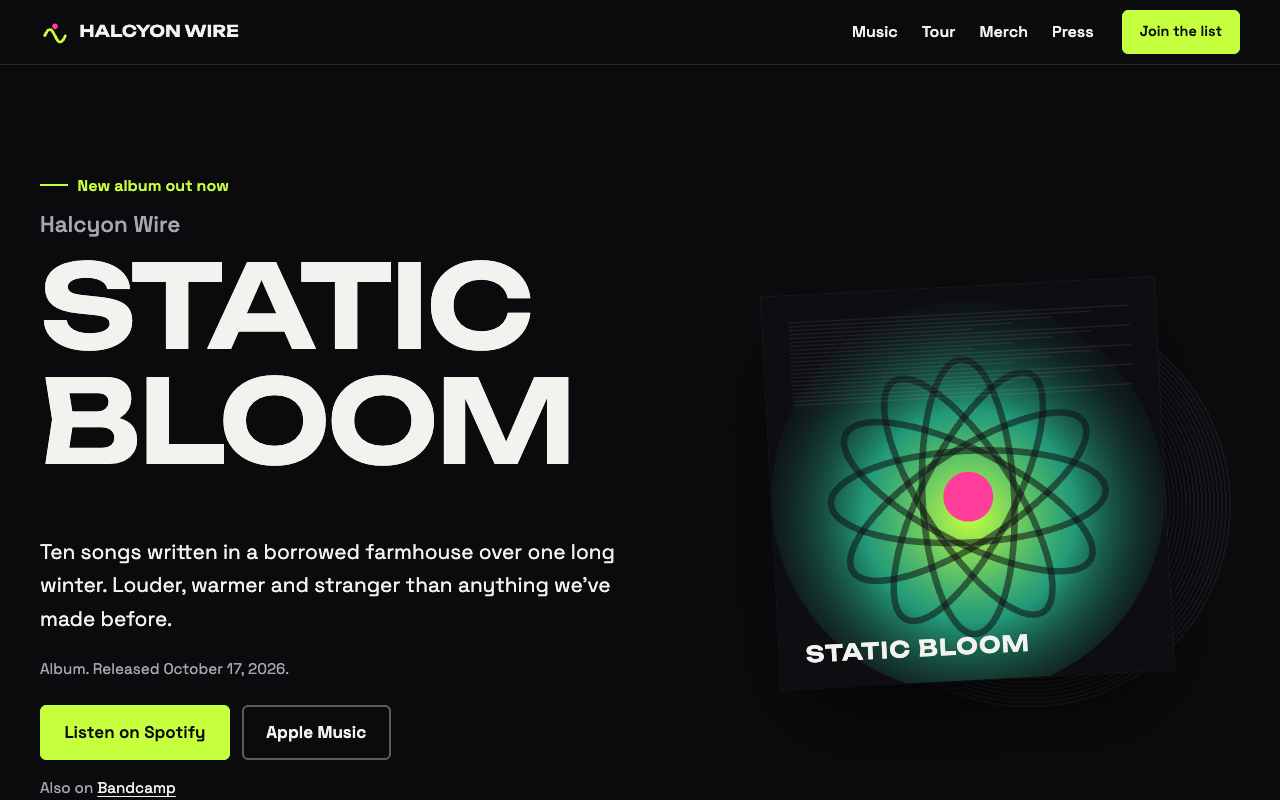 HALCYON WIRE
Music
Tour
Merch
Press
Join the list
New album out now
Halcyon Wire
STATIC
BLOOM
Ten songs written in a borrowed farmhouse over one long
winter. Louder, warmer and stranger than anything we've
made before.
Album. Released October 17, 2026.
Listen on Spotify
Apple Music
Also on Bandcamp
STATIC BLOOM